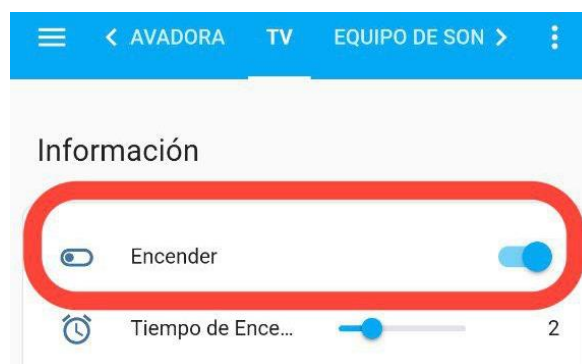 AVADORA TV EQUIPO DE SON
Información
Encender
Tiempo de Ence... 2